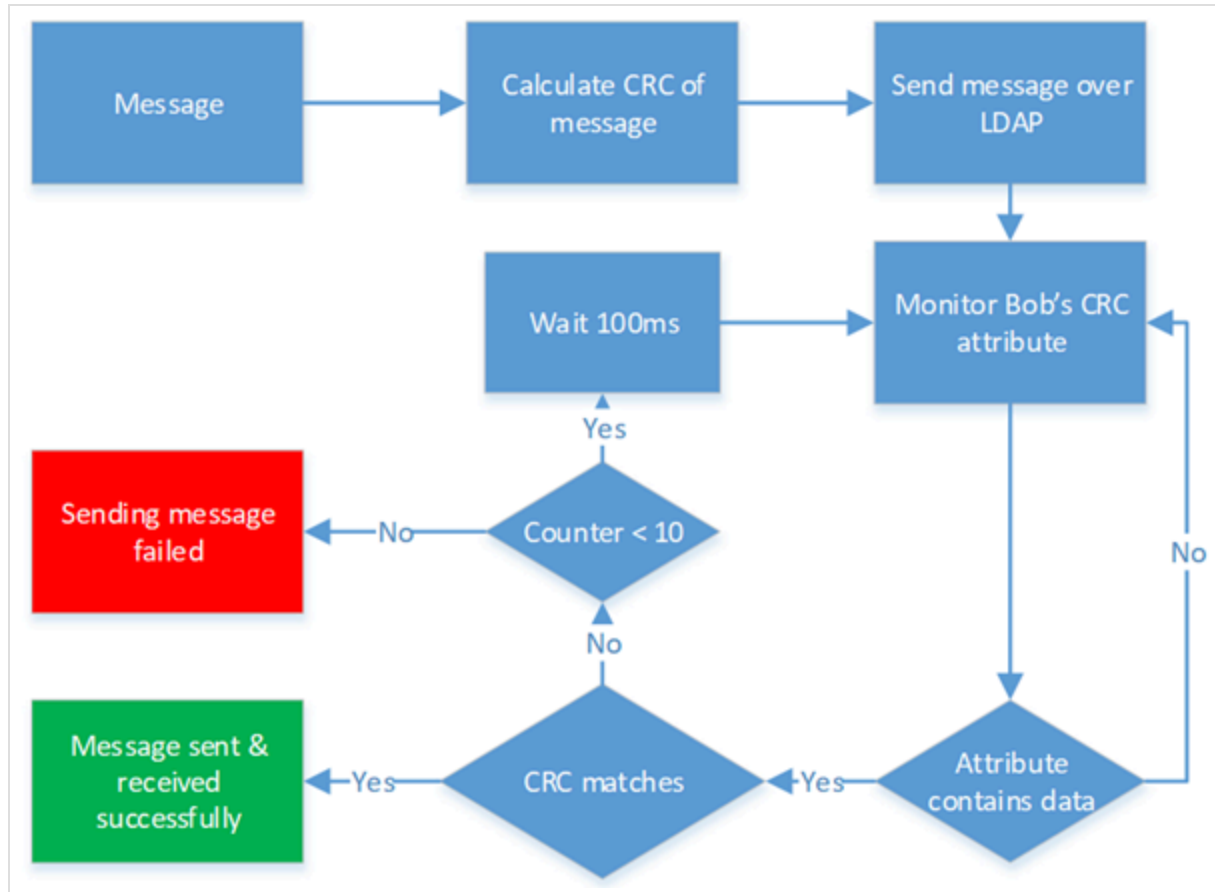 Message
Calculate CRC of
message
Send message over
LDAP
Wait 100ms
Monitor Bob's CRC
attribute
Yes
Sending message
failed
No
Counter < 10
No
No
Message sent &
received
successfully
Yes
CRC matches
Yes
Attribute
contains data